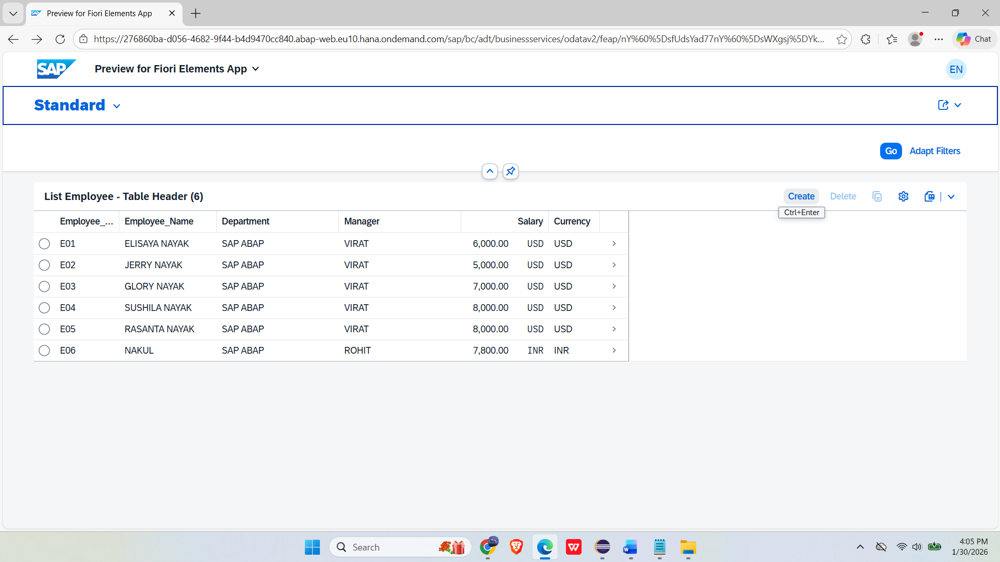 Preview for Fiori Elements App
https://276860ba-d056-4682-9f44-b4d9470cc840.abap-web.eu10.hana.ondemand.com/sap/bc/adt/businessservices/odatav2/feap/nY%60%5DsfUdsYad77nY%60%5DsWXgsj%5DYk...
Chat
SAP Preview for Fiori Elements App EN
Standard
Go Adapt Filters
List Employee - Table Header (6) Create Delete
Ctrl+Enter
Employee_... Employee_Name Department Manager Salary Currency
E01 ELISAYA NAYAK SAP ABAP VIRAT 6,000.00 USD USD
E02 JERRY NAYAK SAP ABAP VIRAT 5,000.00 USD USD
E03 GLORY NAYAK SAP ABAP VIRAT 7,000.00 USD USD
E04 SUSHILA NAYAK SAP ABAP VIRAT 8,000.00 USD USD
E05 RASANTA NAYAK SAP ABAP VIRAT 8,000.00 USD USD
E06 NAKUL SAP ABAP ROHIT 7,800.00 INR INR
Search
4:05 PM
1/30/2026